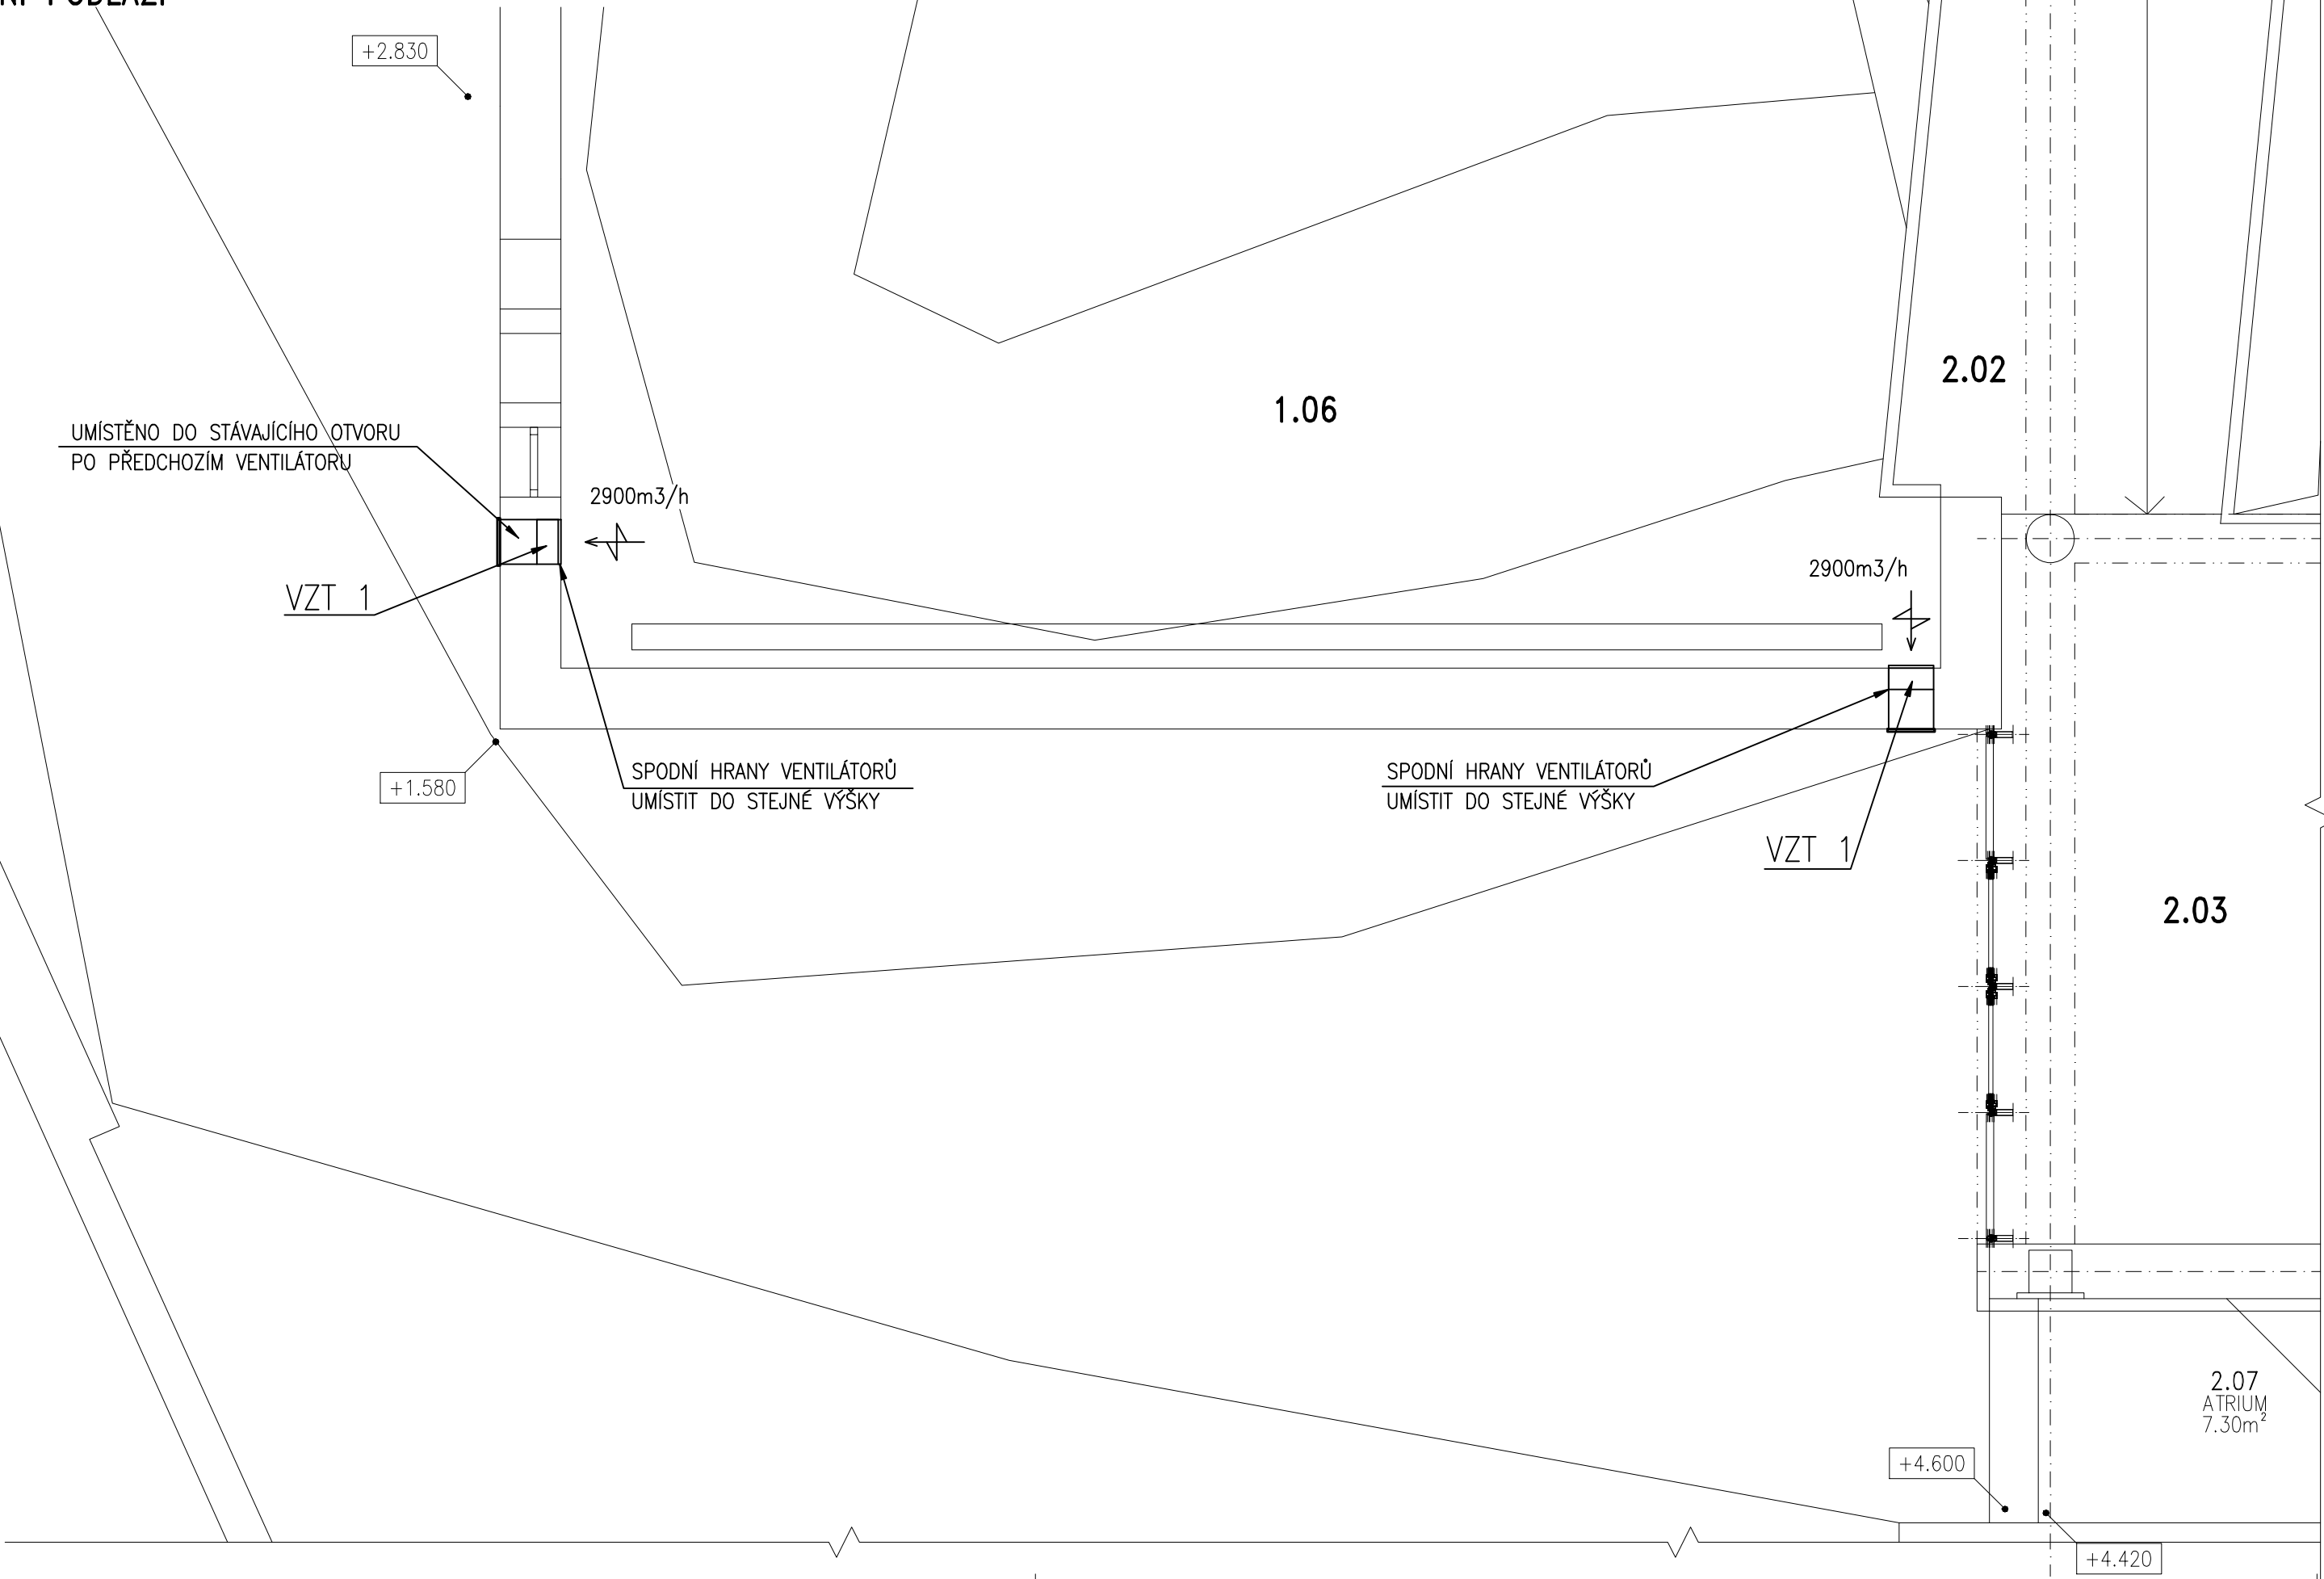 +2.830
2.02
1.06
UMÍSTĚNO DO STÁVAJÍCÍHO OTVORU
PO PŘEDCHOZÍM VENTILÁTORU
2900m3/h
2900m3/h
VZT 1
SPODNÍ HRANY VENTILÁTORŮ
UMÍSTIT DO STEJNÉ VÝŠKY
SPODNÍ HRANY VENTILÁTORŮ
UMÍSTIT DO STEJNÉ VÝŠKY
+1.580
VZT 1
2.03
2.07
ATRIUM
7.30m²
+4.600
+4.420